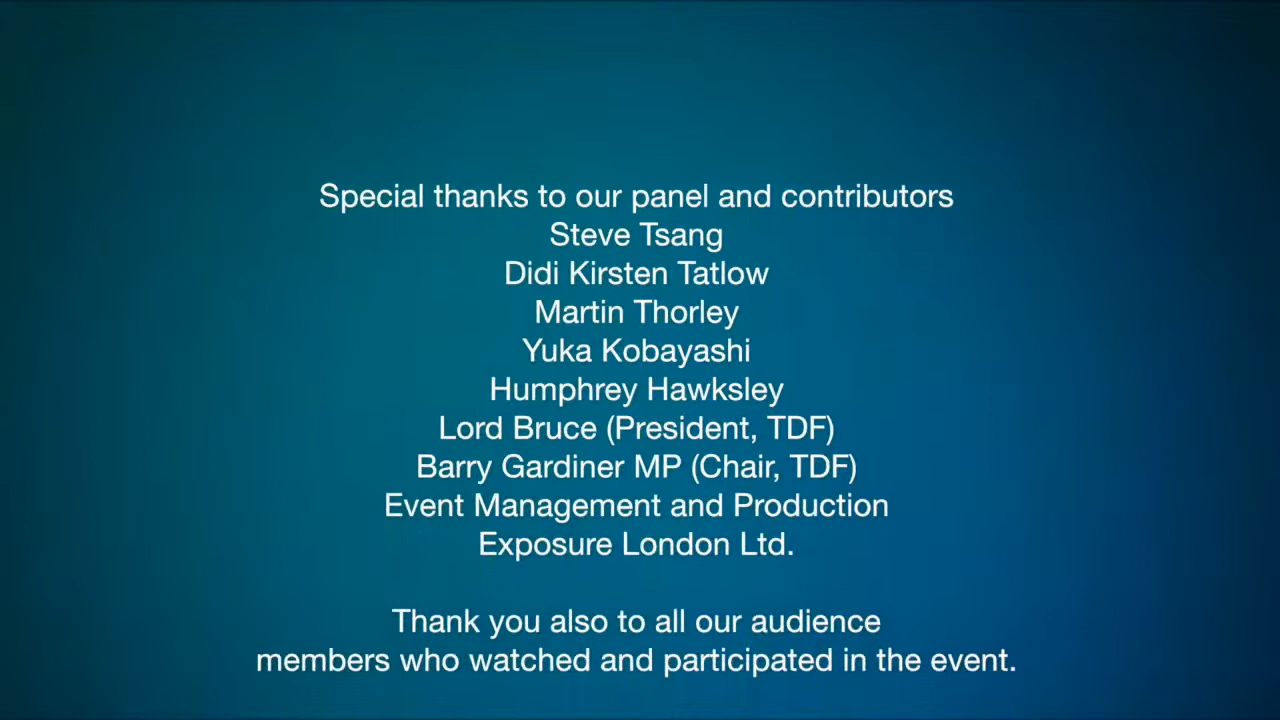 Special thanks to our panel and contributors
Steve Tsang
Didi Kirsten Tatlow
Martin Thorley
Yuka Kobayashi
Humphrey Hawksley
Lord Bruce (President, TDF)
Barry Gardiner MP (Chair, TDF)
Event Management and Production
Exposure London Ltd.
Thank you also to all our audience
members who watched and participated in the event.